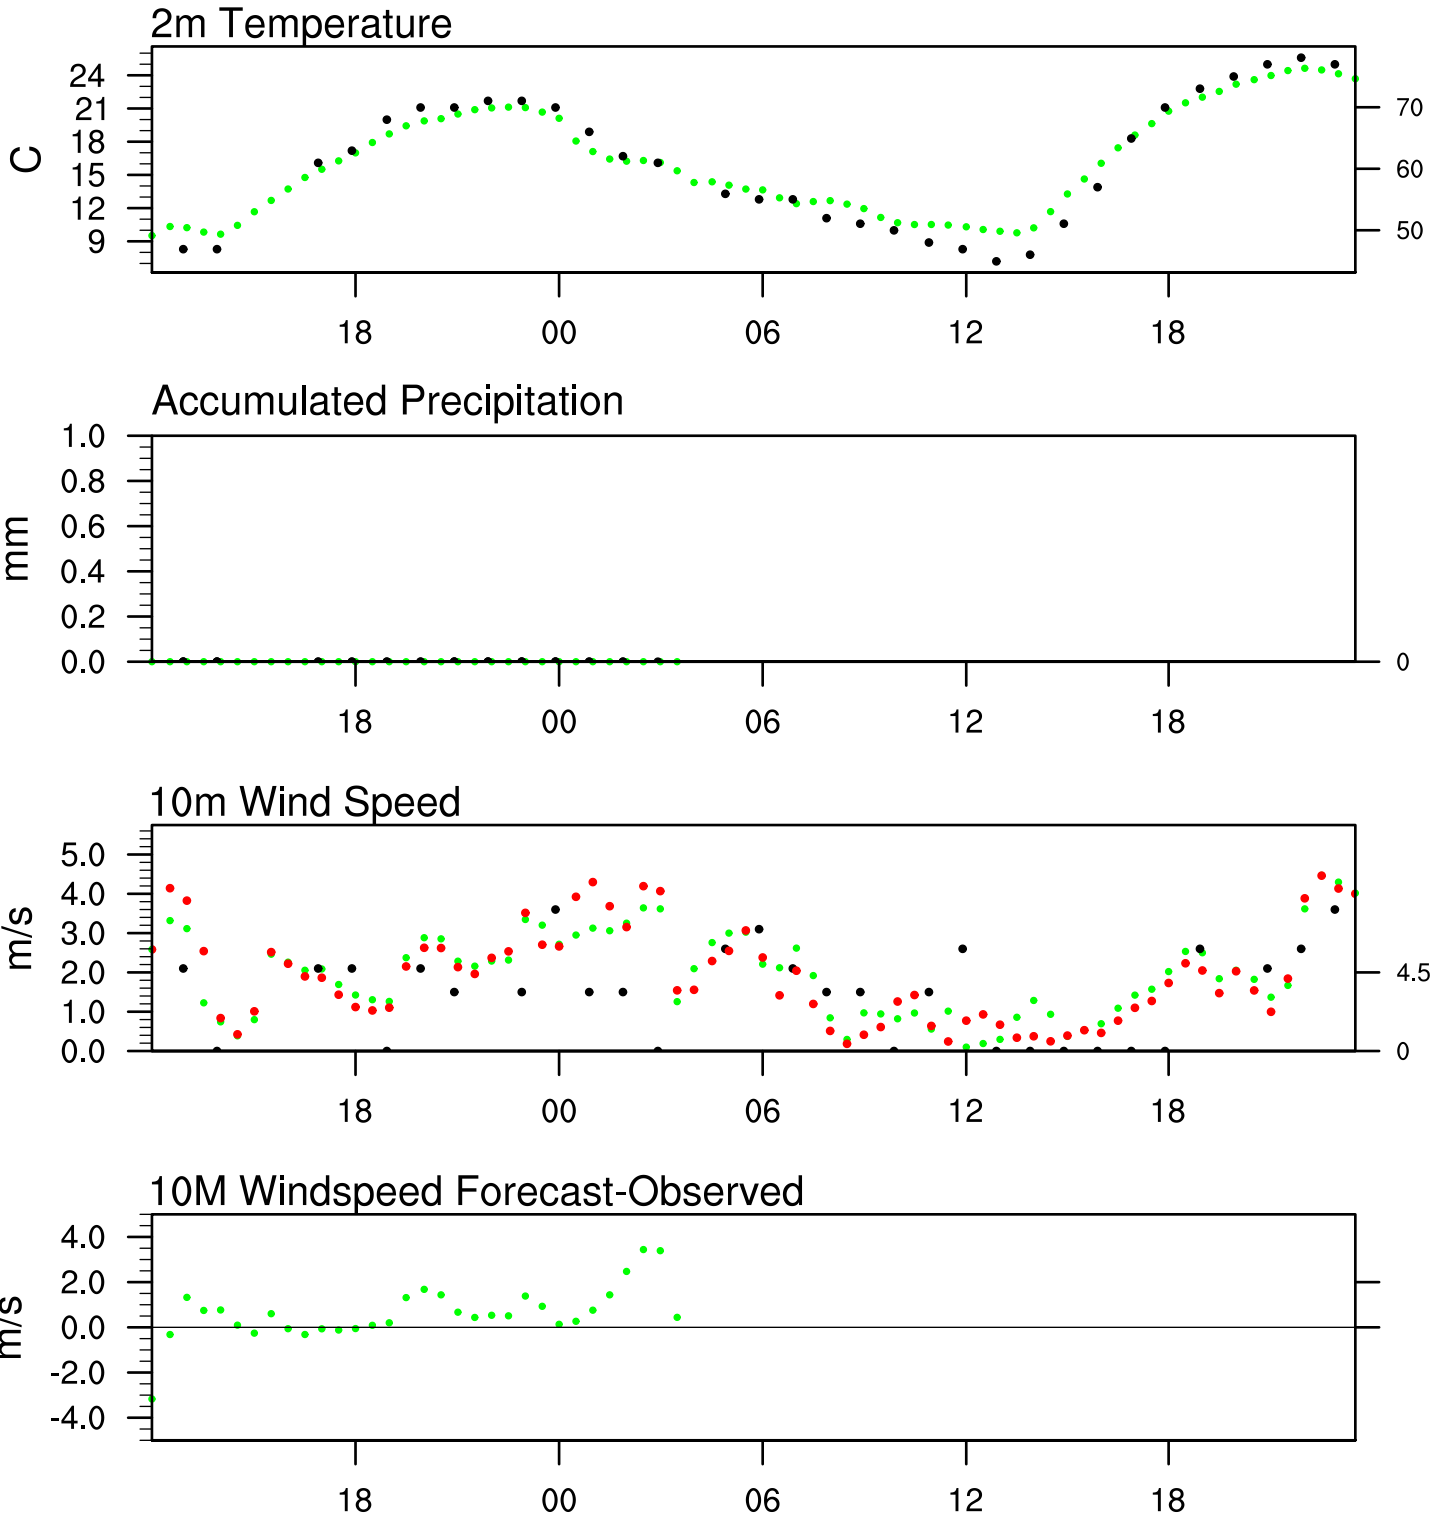 2m Temperature
24
21
18
15
12
9
C
70
60
50
18 00 06 12 18
Accumulated Precipitation
1.0
0.8
0.6
0.4
0.2
0.0
mm
0
18 00 06 12 18
10m Wind Speed
5.0
4.0
3.0
2.0
1.0
0.0
m/s
4.5
0
18 00 06 12 18
10M Windspeed Forecast-Observed
4.0
2.0
0.0
-2.0
-4.0
m/s
18 00 06 12 18